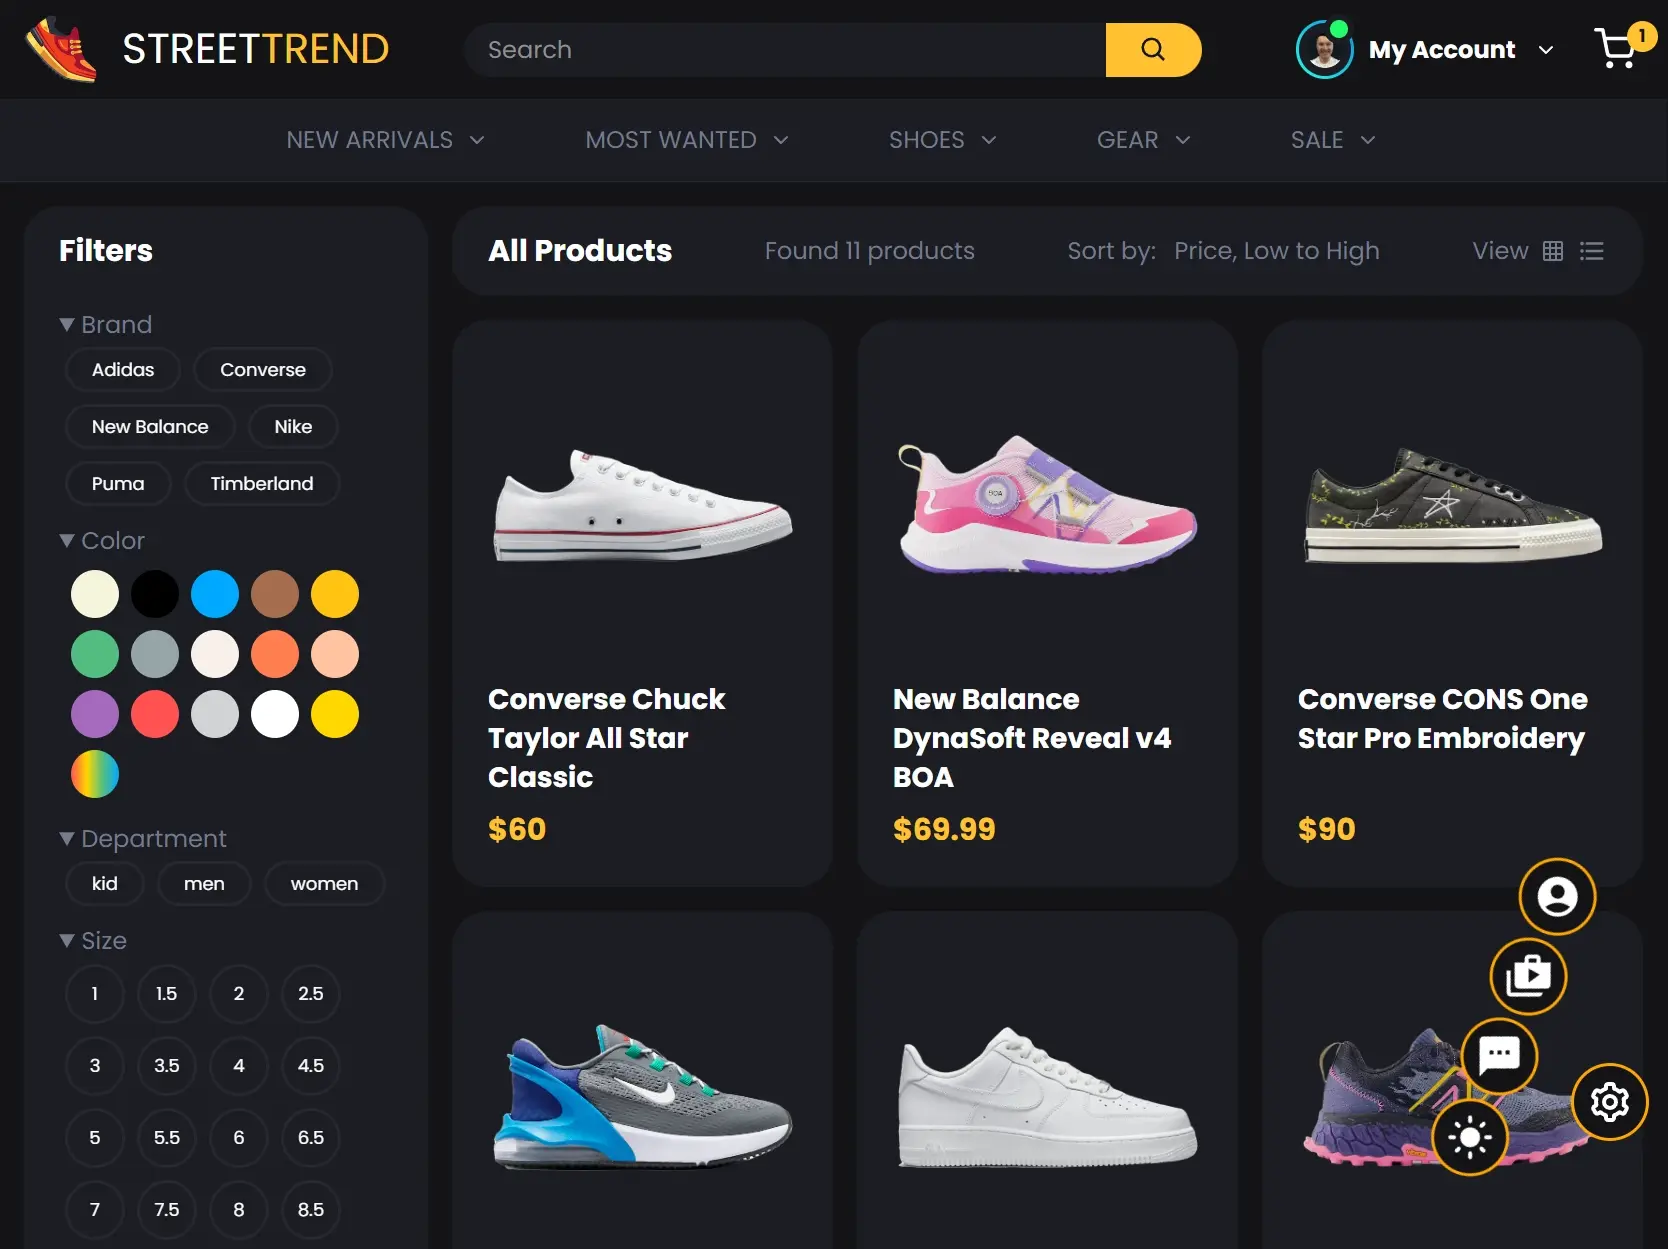 STREETTREND
Search
My Account
1
NEW ARRIVALS
MOST WANTED
SHOES
GEAR
SALE
Filters
Brand
Adidas
Converse
New Balance
Nike
Puma
Timberland
Color
Department
kid
men
women
Size
1
1.5
2
2.5
3
3.5
4
4.5
5
5.5
6
6.5
7
7.5
8
8.5
All Products
Found 11 products
Sort by: Price, Low to High
View
Converse Chuck
Taylor All Star
Classic
$60
BOA
New Balance
DynaSoft Reveal v4
BOA
$69.99
Converse CONS One
Star Pro Embroidery
$90